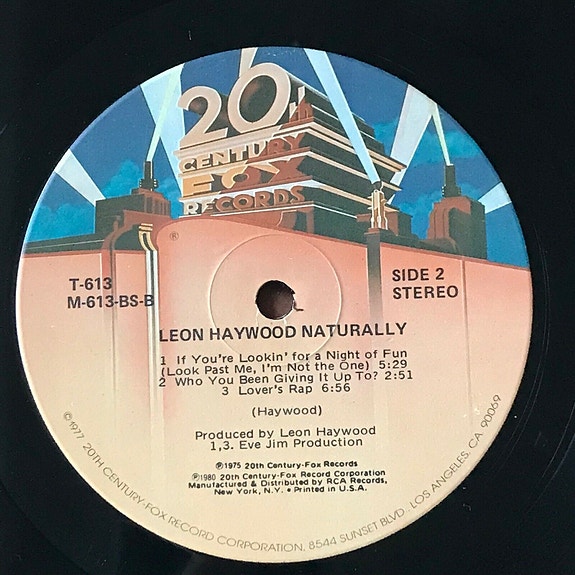 20th
CENTURY
FOX
RECORDS
®
T-613
M-613-BS-B
SIDE 2
STEREO
LEON HAYWOOD NATURALLY
1 If You're Lookin' for a Night of Fun
(Look Past Me, I'm Not the One) 5:29
2 Who You Been Giving It Up To? 2:51
3 Lover's Rap 6:56
(Haywood)
Produced by Leon Haywood
1,3. Eve Jim Production
℗1975 20th Century-Fox Records
℗1980 20th Century-Fox Record Corporation
Manufactured & Distributed by RCA Records,
New York, N.Y. • Printed in U.S.A.
©1977 20TH CENTURY-FOX RECORD CORPORATION, 8544 SUNSET BLVD., LOS ANGELES, CA 90069